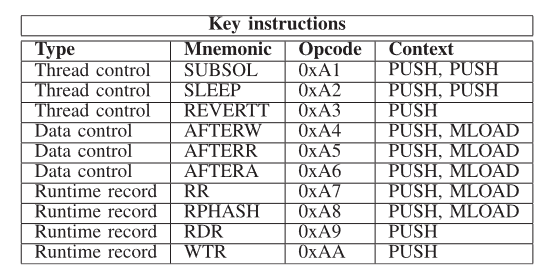 Key instructions
Type Mnemonic Opcode Context
Thread control SUBSOL 0xA1 PUSH, PUSH
Thread control SLEEP 0xA2 PUSH, PUSH
Thread control REVERTT 0xA3 PUSH
Data control AFTERW 0xA4 PUSH, MLOAD
Data control AFTERR 0xA5 PUSH, MLOAD
Data control AFTERA 0xA6 PUSH, MLOAD
Runtime record RR 0xA7 PUSH, MLOAD
Runtime record RPHASH 0xA8 PUSH, MLOAD
Runtime record RDR 0xA9 PUSH
Runtime record WTR 0xAA PUSH